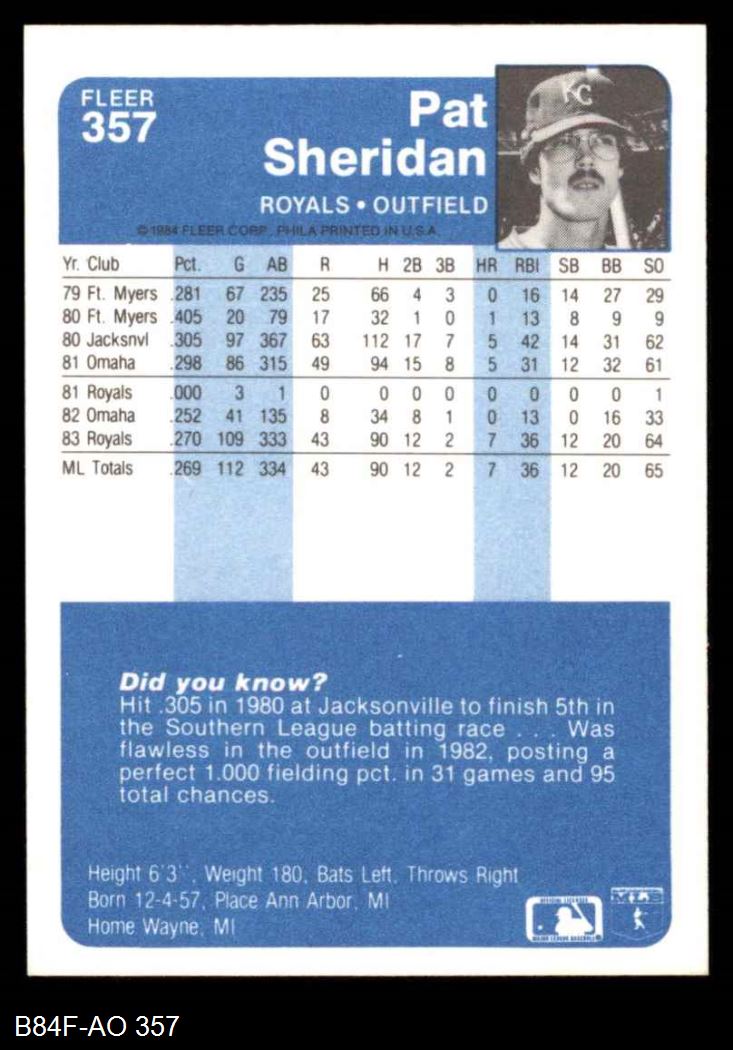 FLEER
357
Pat
Sheridan
ROYALS • OUTFIELD
© 1984 FLEER CORP., PHILA PRINTED IN U.S.A.
KC
Yr. Club Pct. G AB R H 2B 3B HR RBI SB BB SO
79 Ft. Myers .281 67 235 25 66 4 3 0 16 14 27 29
80 Ft. Myers .405 20 79 17 32 1 0 1 13 8 9 9
80 Jacksnvl .305 97 367 63 112 17 7 5 42 14 31 62
81 Omaha .298 86 315 49 94 15 8 5 31 12 32 61
81 Royals .000 3 1 0 0 0 0 0 0 0 0 1
82 Omaha .252 41 135 8 34 8 1 0 13 0 16 33
83 Royals .270 109 333 43 90 12 2 7 36 12 20 64
ML Totals .269 112 334 43 90 12 2 7 36 12 20 65
Did you know?
Hit .305 in 1980 at Jacksonville to finish 5th in
the Southern League batting race . . . Was
flawless in the outfield in 1982, posting a
perfect 1.000 fielding pct. in 31 games and 95
total chances.
Height 6'3'', Weight 180, Bats Left, Throws Right
Born 12-4-57, Place Ann Arbor, MI
Home Wayne, MI
MAJOR LEAGUE BASEBALL
B84F-AO 357